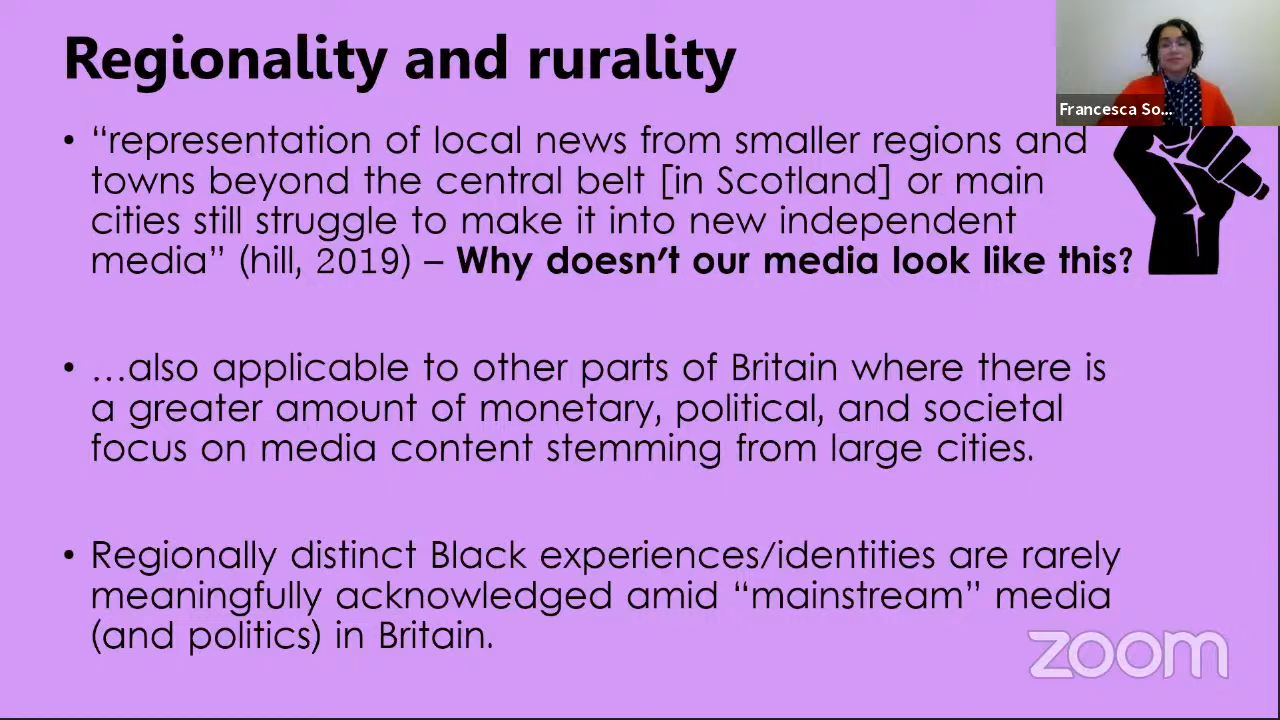 Regionality and rurality
Francesca So...
• “representation of local news from smaller regions and
towns beyond the central belt [in Scotland] or main
cities still struggle to make it into new independent
media” (hill, 2019) – Why doesn’t our media look like this?
• …also applicable to other parts of Britain where there is
a greater amount of monetary, political, and societal
focus on media content stemming from large cities.
• Regionally distinct Black experiences/identities are rarely
meaningfully acknowledged amid “mainstream” media
(and politics) in Britain.
zoom